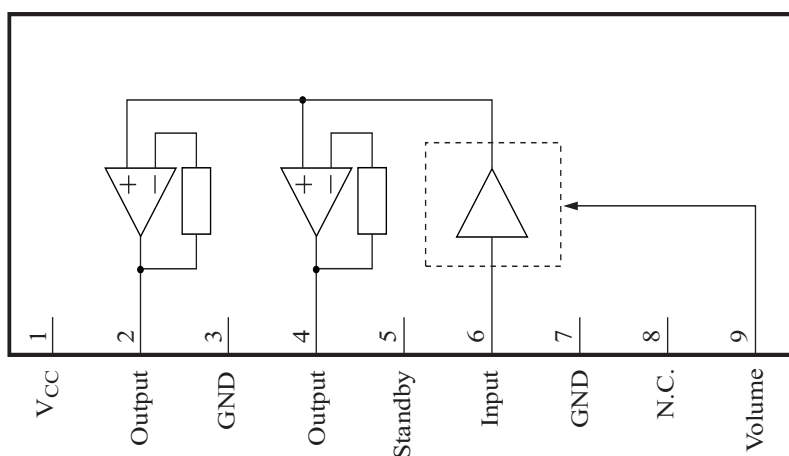 + −
+ −
1
2
3
4
5
6
7
8
9
VCC
Output
GND
Output
Standby
Input
GND
N.C.
Volume